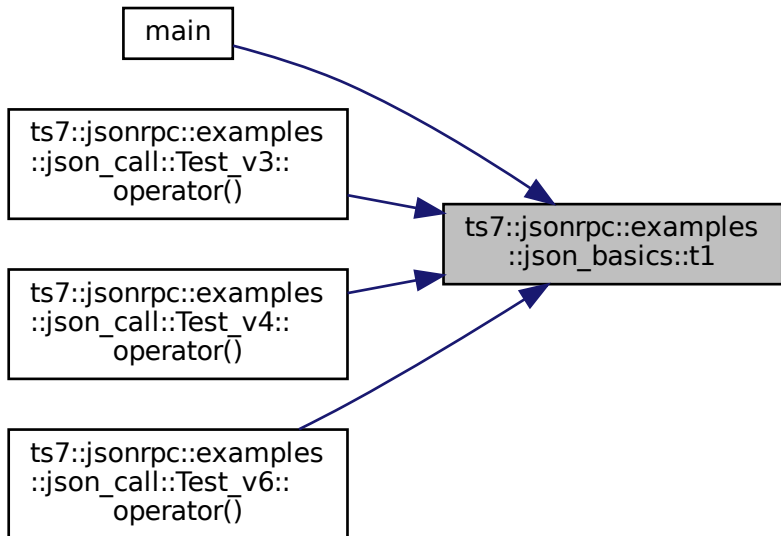 main
ts7::jsonrpc::examples
::json_call::Test_v3::
operator()
ts7::jsonrpc::examples
::json_basics::t1
ts7::jsonrpc::examples
::json_call::Test_v4::
operator()
ts7::jsonrpc::examples
::json_call::Test_v6::
operator()